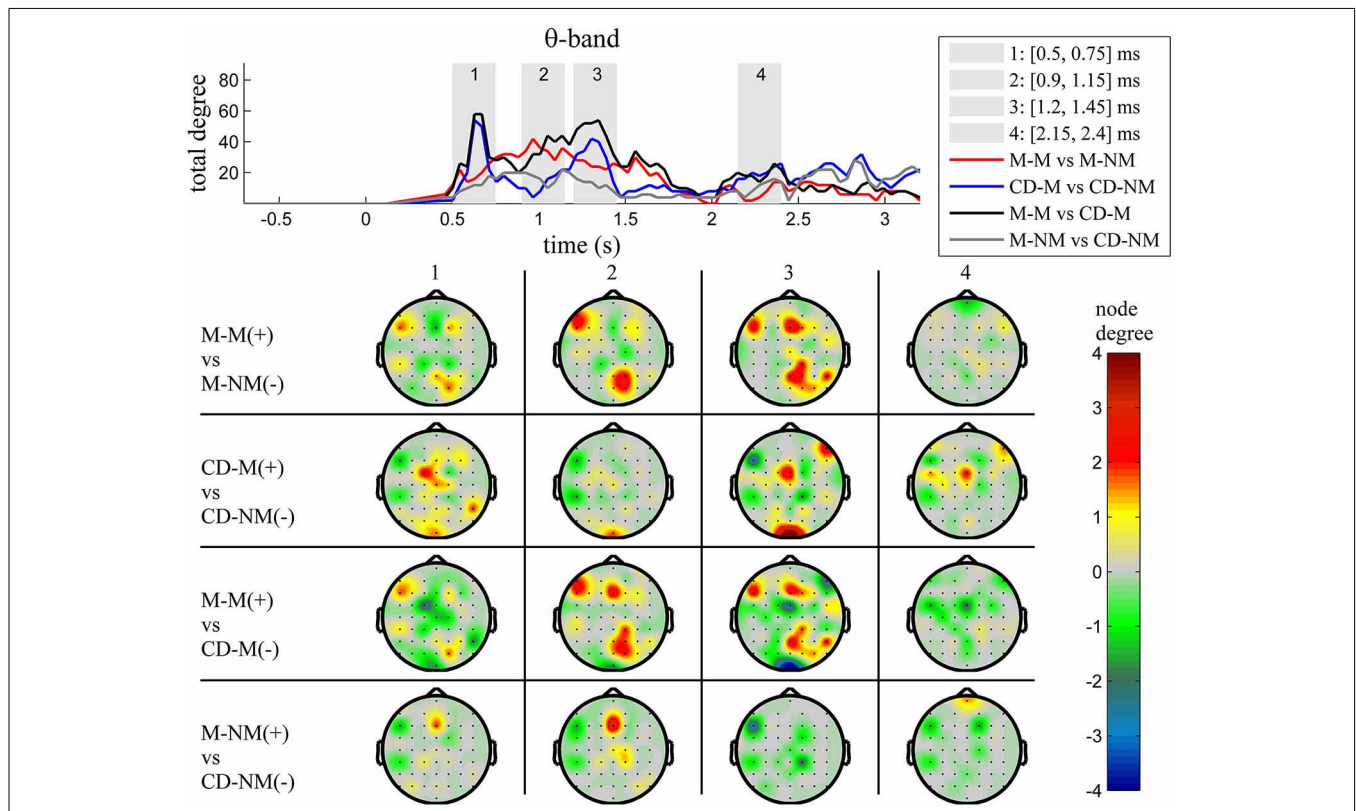 θ-band
total degree
80
60
40
20
-0.5
0
0.5
1
1.5
2
2.5
3
time (s)
1
2
3
4
1: [0.5, 0.75] ms
2: [0.9, 1.15] ms
3: [1.2, 1.45] ms
4: [2.15, 2.4] ms
M-M vs M-NM
CD-M vs CD-NM
M-M vs CD-M
M-NM vs CD-NM
1
2
3
4
M-M(+)
vs
M-NM(-)
CD-M(+)
vs
CD-NM(-)
M-M(+)
vs
CD-M(-)
M-NM(+)
vs
CD-NM(-)
node
degree
4
3
2
1
0
-1
-2
-3
-4